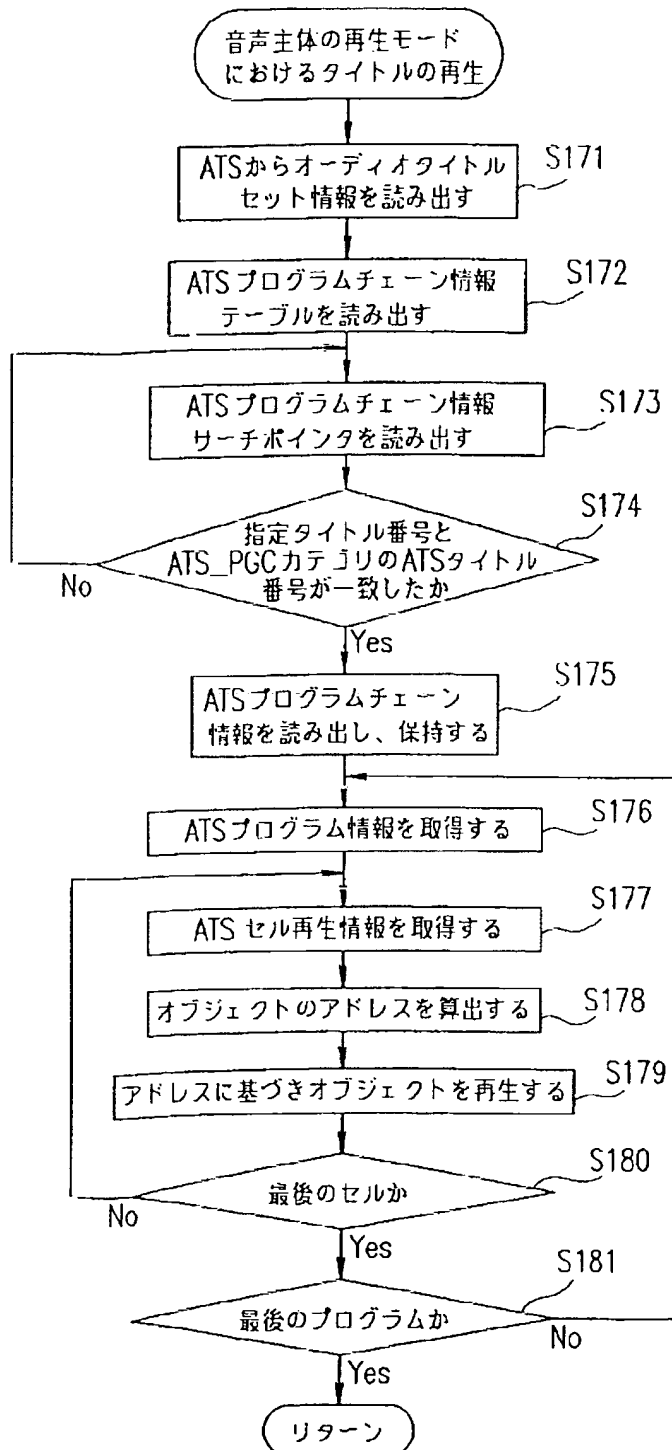 音声主体の再生モード
におけるタイトルの再生
ATSからオーディオタイトル
セット情報を読み出す
S171
ATSプログラムチェーン情報
テーブルを読み出す
S172
ATSプログラムチェーン情報
サーチポインタを読み出す
S173
指定タイトル番号と
ATS_PGCカテゴリのATSタイトル
番号が一致したか
S174
No
Yes
ATSプログラムチェーン
情報を読み出し、保持する
S175
ATSプログラム情報を取得する
S176
ATSセル再生情報を取得する
S177
オブジェクトのアドレスを算出する
S178
アドレスに基づきオブジェクトを再生する
S179
最後のセルか
S180
No
Yes
最後のプログラムか
S181
No
Yes
リターン